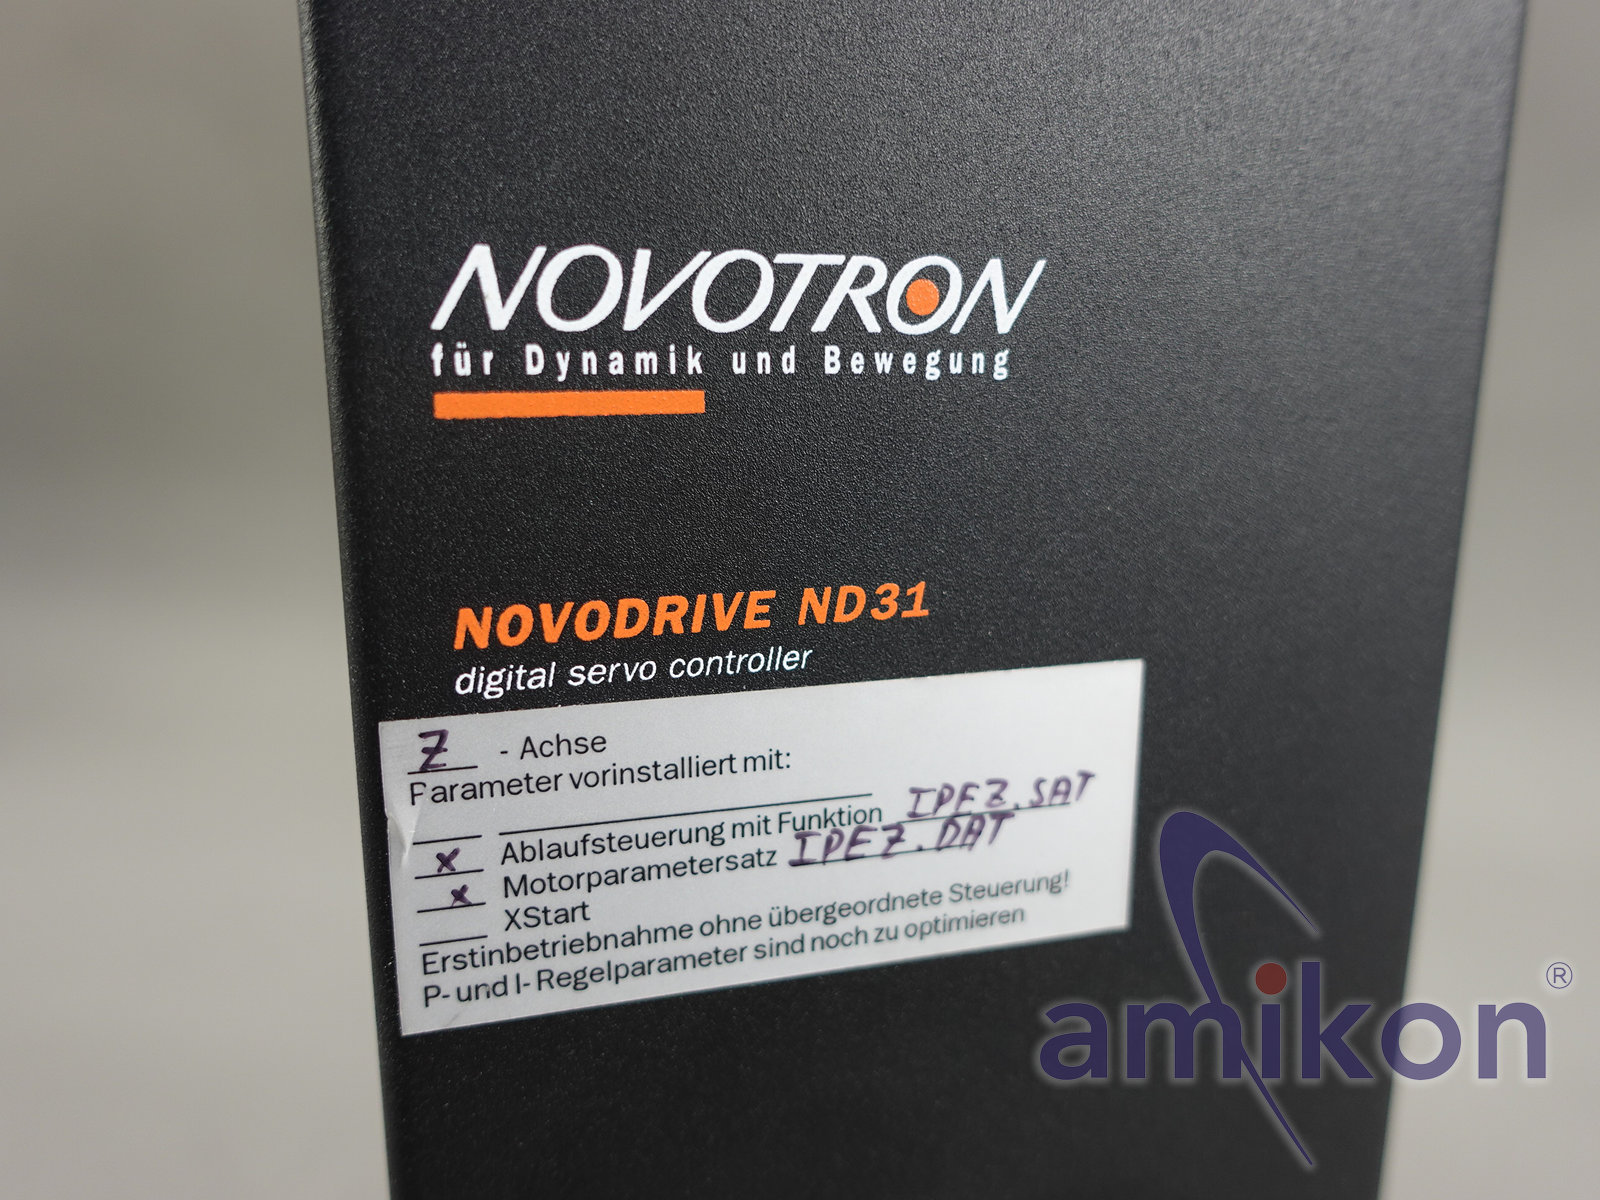 NOVOTRON
für Dynamik und Bewegung
NOVODRIVE ND31
digital servo controller
Z - Achse
Parameter vorinstalliert mit:
x Ablaufsteuerung mit Funktion IPEZ.SAT
x Motorparametersatz IPEZ.DAT
XStart
Erstinbetriebnahme ohne übergeordnete Steuerung!
P- und I- Regelparameter sind noch zu optimieren
amikon®